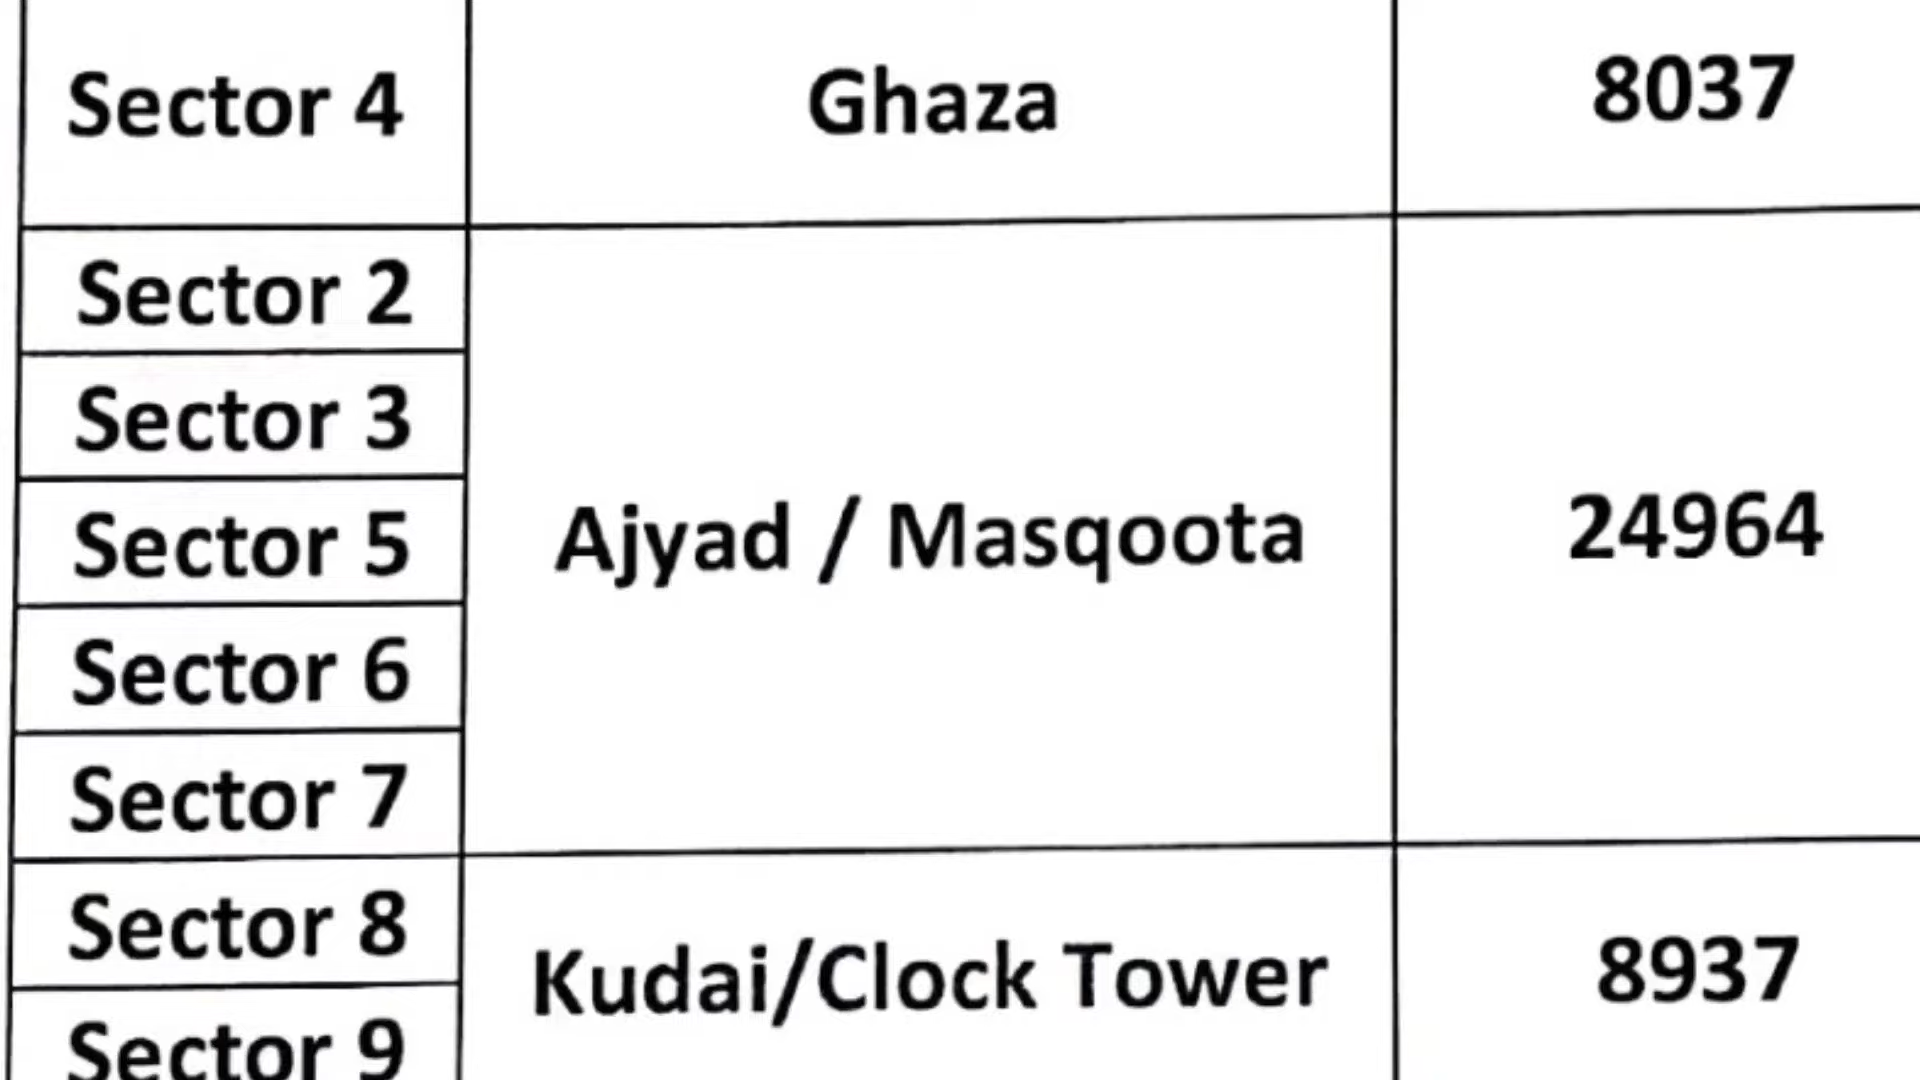 Sector 4 Ghaza 8037
Sector 2
Sector 3
Sector 5 Ajyad / Masqoota 24964
Sector 6
Sector 7
Sector 8 Kudai/Clock Tower 8937
Sector 9